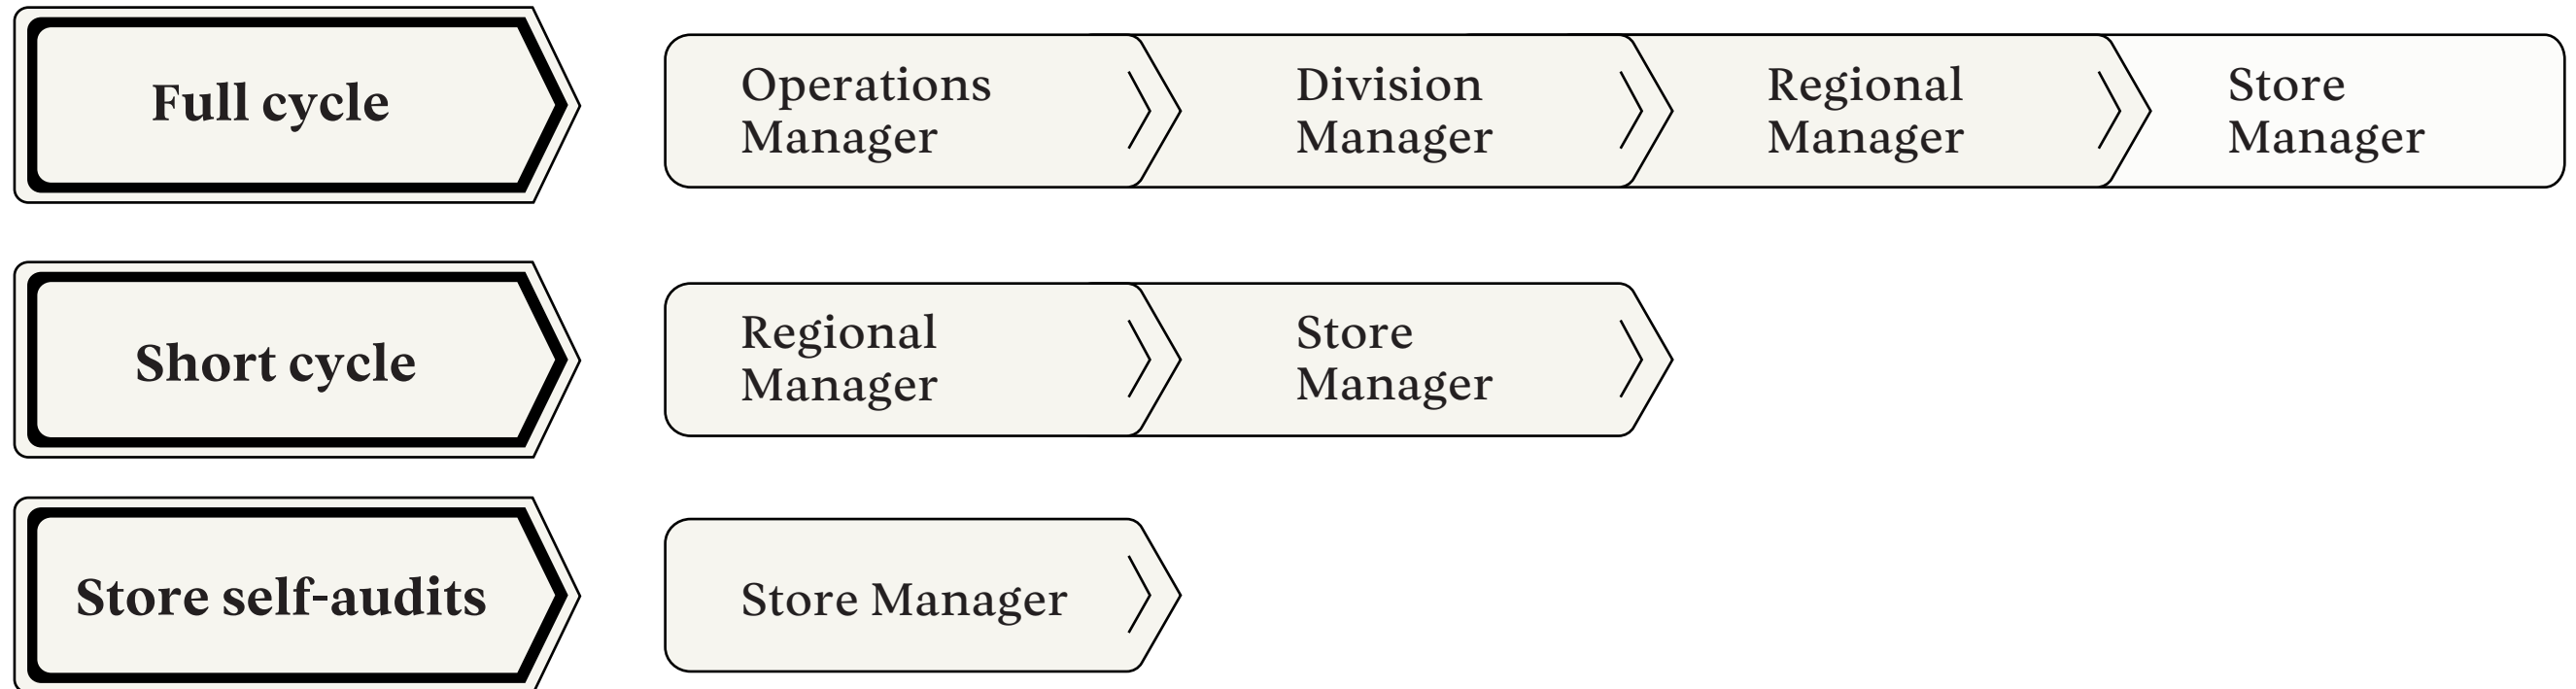 Full cycle
Operations
Manager
Division
Manager
Regional
Manager
Store
Manager
Short cycle
Regional
Manager
Store
Manager
Store self-audits
Store Manager